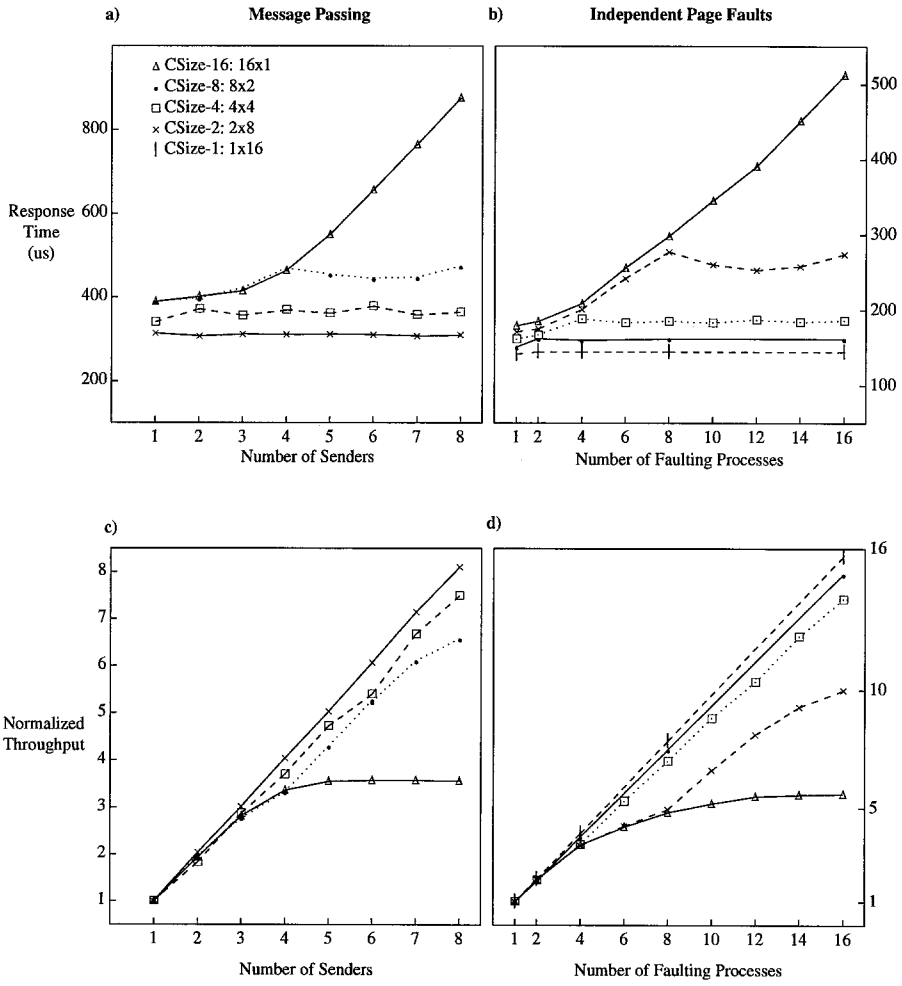 a) Message Passing
b) Independent Page Faults
CSize-16: 16x1
CSize-8: 8x2
CSize-4: 4x4
CSize-2: 2x8
CSize-1: 1x16
Response
Time
(us)
800
600
400
200
500
400
300
200
100
1 2 3 4 5 6 7 8
Number of Senders
1 2 4 6 8 10 12 14 16
Number of Faulting Processes
c)
d)
Normalized
Throughput
8
7
6
5
4
3
2
1
16
10
5
1
1 2 3 4 5 6 7 8
Number of Senders
1 2 4 6 8 10 12 14 16
Number of Faulting Processes